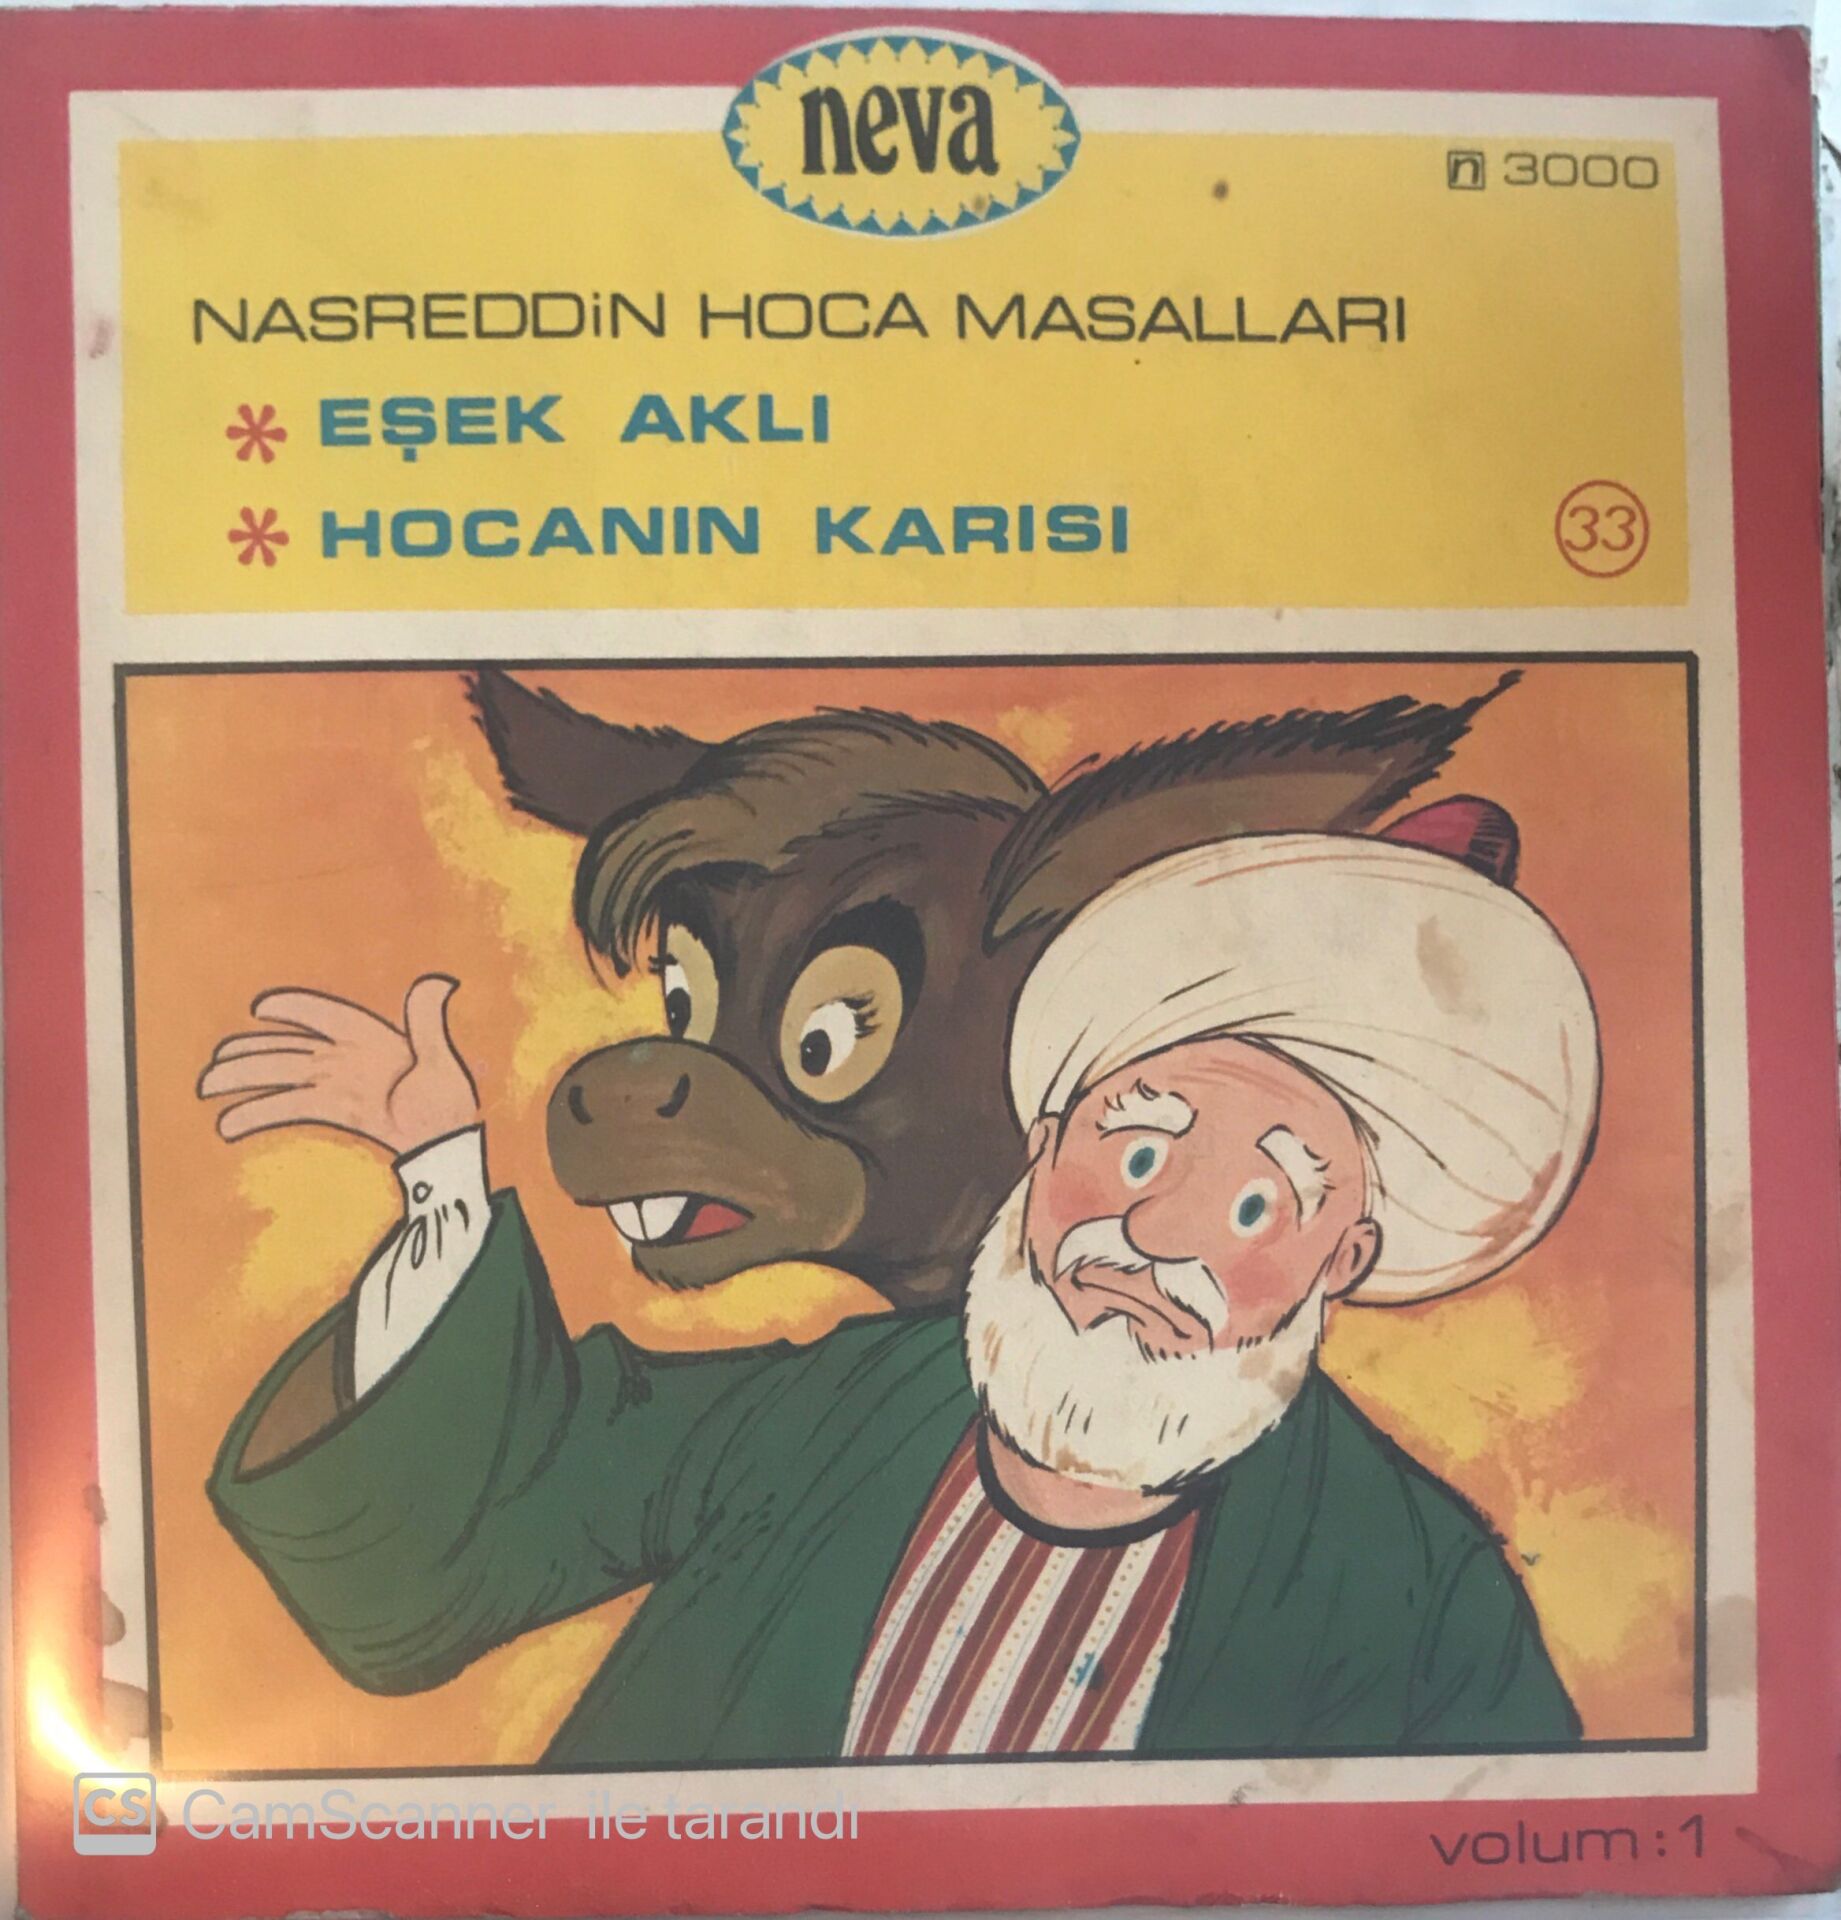 neva
n 3000
NASREDDiN HOCA MASALLARI
* EŞEK AKLI
* HOCANIN KARISI
33
CS CamScanner ile tarandı
volum:1